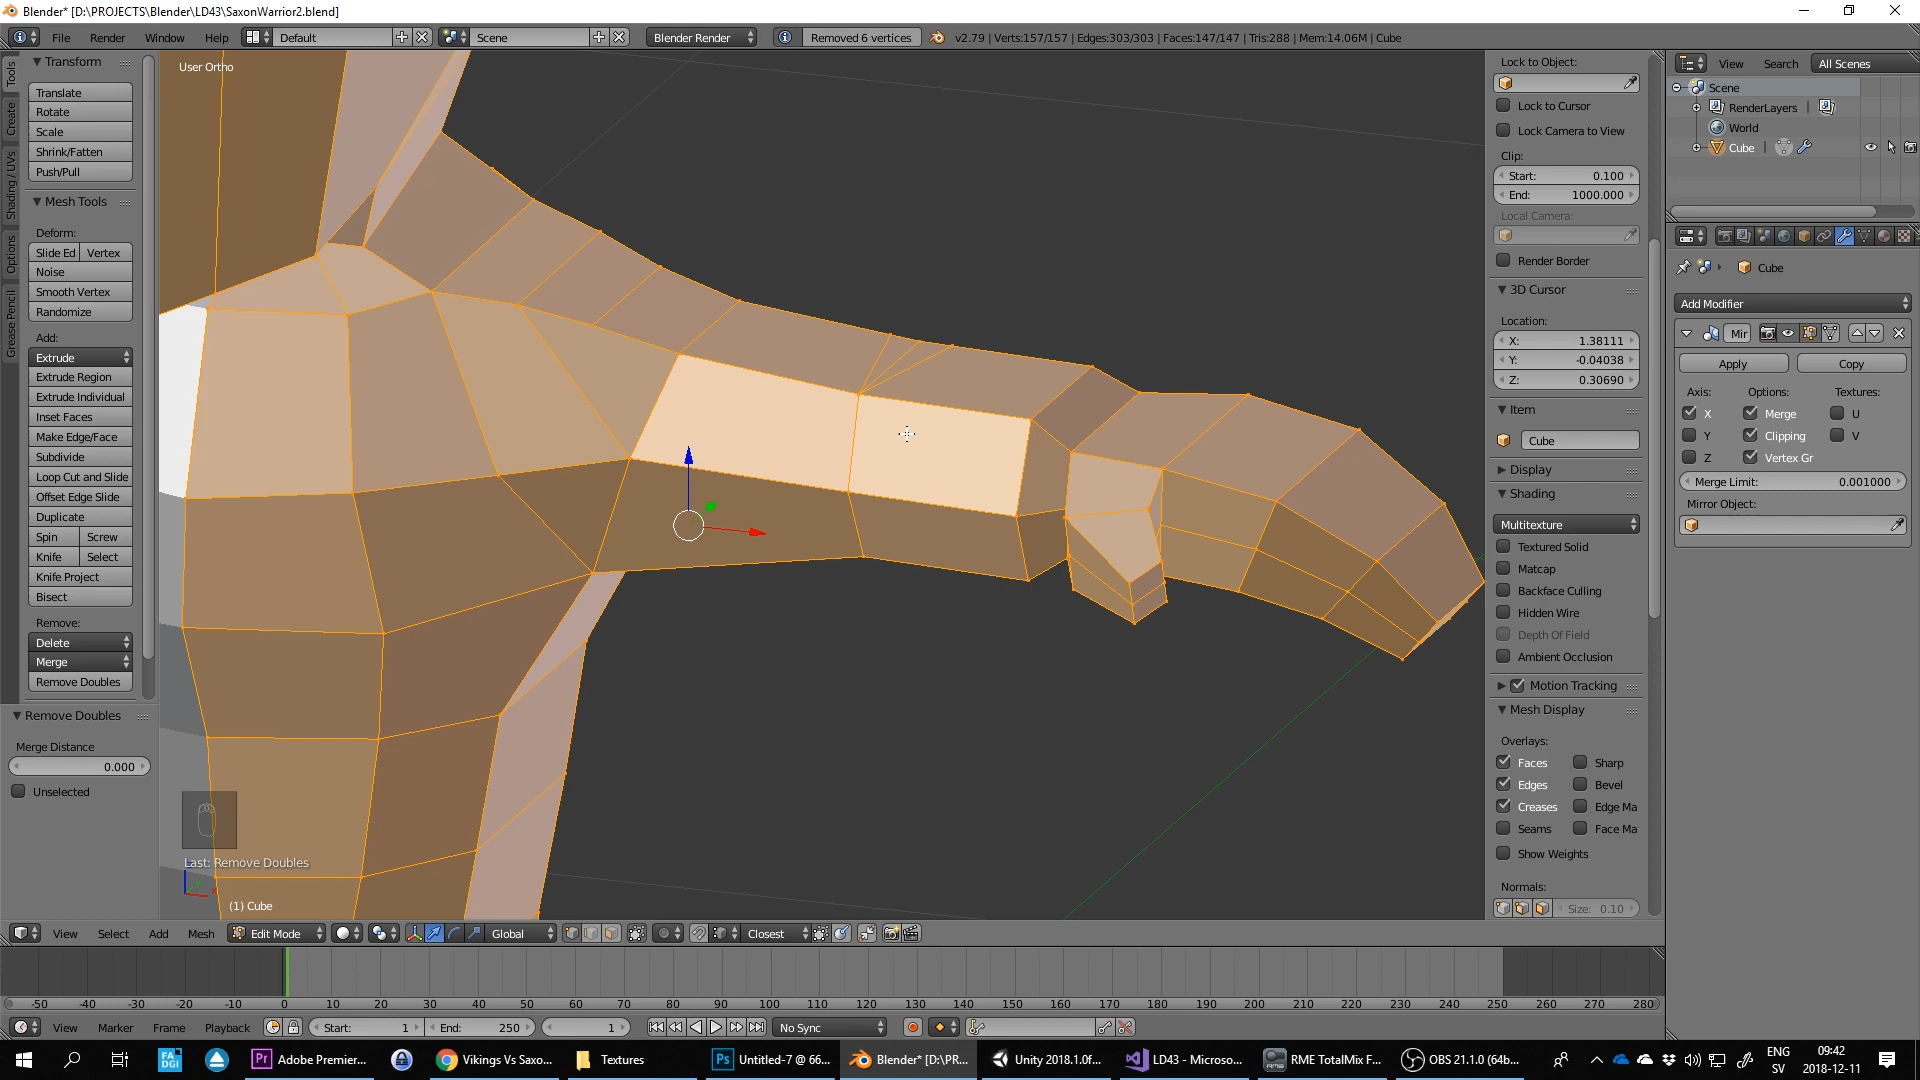 Blender* [D:\PROJECTS\Blender\LD43\SaxonWarrior2.blend]
File Render Window Help Default Scene Blender Render Removed 6 vertices v2.79 | Verts:157/157 | Edges:303/303 | Faces:147/147 | Tris:288 | Mem:14.06M | Cube
Tools
Create
Shading / UVs
Options
Grease Pencil
Transform
Translate
Rotate
Scale
Shrink/Fatten
Push/Pull
Mesh Tools
Deform:
Slide Ed Vertex
Noise
Smooth Vertex
Randomize
Add:
Extrude
Extrude Region
Extrude Individual
Inset Faces
Make Edge/Face
Subdivide
Loop Cut and Slide
Offset Edge Slide
Duplicate
Spin Screw
Knife Select
Knife Project
Bisect
Remove:
Delete
Merge
Remove Doubles
Remove Doubles
Merge Distance
0.000
Unselected
User Ortho
Last: Remove Doubles
(1) Cube
Lock to Object:
Lock to Cursor
Lock Camera to View
Clip:
Start: 0.100
End: 1000.000
Local Camera:
Render Border
3D Cursor
Location:
X: 1.38111
Y: -0.04038
Z: 0.30690
Item
Cube
Display
Shading
Multitexture
Textured Solid
Matcap
Backface Culling
Hidden Wire
Depth Of Field
Ambient Occlusion
Motion Tracking
Mesh Display
Overlays:
Faces Sharp
Edges Bevel
Creases Edge Ma
Seams Face Ma
Show Weights
Normals:
Size: 0.10
View Search All Scenes
Scene
RenderLayers
World
Cube
Cube
Add Modifier
Mir
Apply Copy
Axis: Options: Textures:
X Merge U
Y Clipping V
Z Vertex Gr
Merge Limit: 0.001000
Mirror Object:
View Select Add Mesh Edit Mode Global Closest
-50 -40 -30 -20 -10 0 10 20 30 40 50 60 70 80 90 100 110 120 130 140 150 160 170 180 190 200 210 220 230 240 250 260 270 280
View Marker Frame Playback Start: 1 End: 250 1 No Sync
FA
DGI
Pr Adobe Premier... Vikings Vs Saxo... Textures Ps Untitled-7 @ 66... Blender* [D:\PR... Unity 2018.1.0f... LD43 - Microso... RME TotalMix F... OBS 21.1.0 (64b...
ENG
SV
09:42
2018-12-11